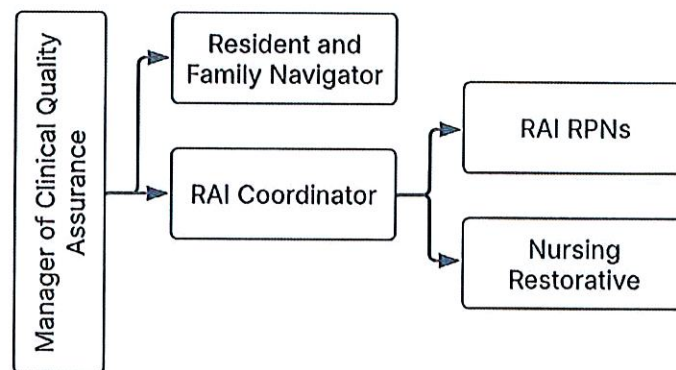 Manager of Clinical Quality
Assurance
Resident and
Family Navigator
RAI Coordinator
RAI RPNs
Nursing
Restorative